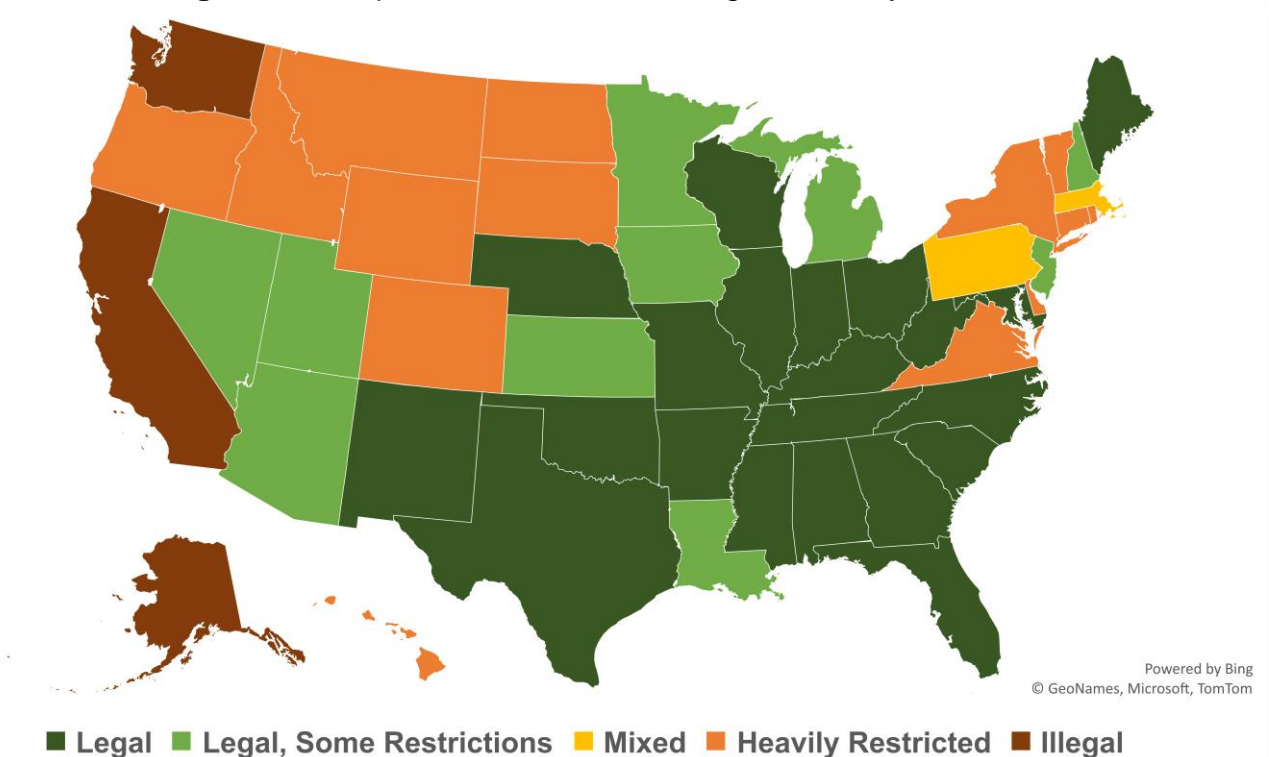 Powered by Bing
© GeoNames, Microsoft, TomTom
Legal Legal, Some Restrictions Mixed Heavily Restricted Illegal